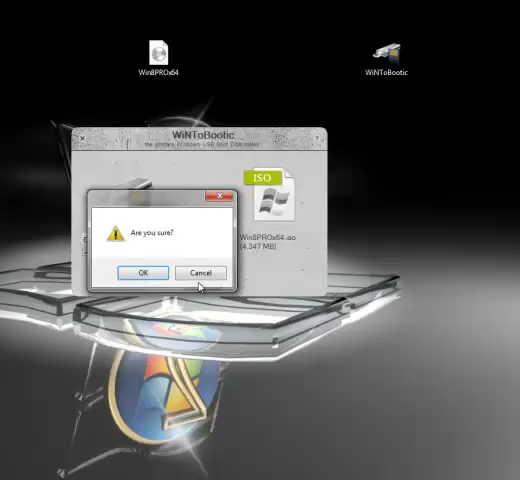 Win8PROx64
WiNToBootic
WiNToBootic
the ultimate Windows USB Boot Disk maker
ISO
Are you sure?
Win8PROx64.iso
(4,347 MB)
OK
Cancel